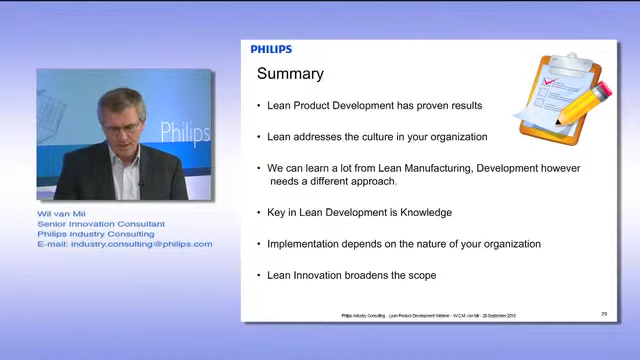 PHILIPS
Summary
• Lean Product Development has proven results
• Lean addresses the culture in your organization
• We can learn a lot from Lean Manufacturing, Development however
needs a different approach.
• Key in Lean Development is Knowledge
• Implementation depends on the nature of your organization
• Lean Innovation broadens the scope
Philips Industry Consulting - Lean Product Development Webinar - W.C.M. van Mil - 28 September 2010
29
Philips
Wil van Mil
Senior Innovation Consultant
Philips Industry Consulting
E-mail: industry.consulting@philips.com